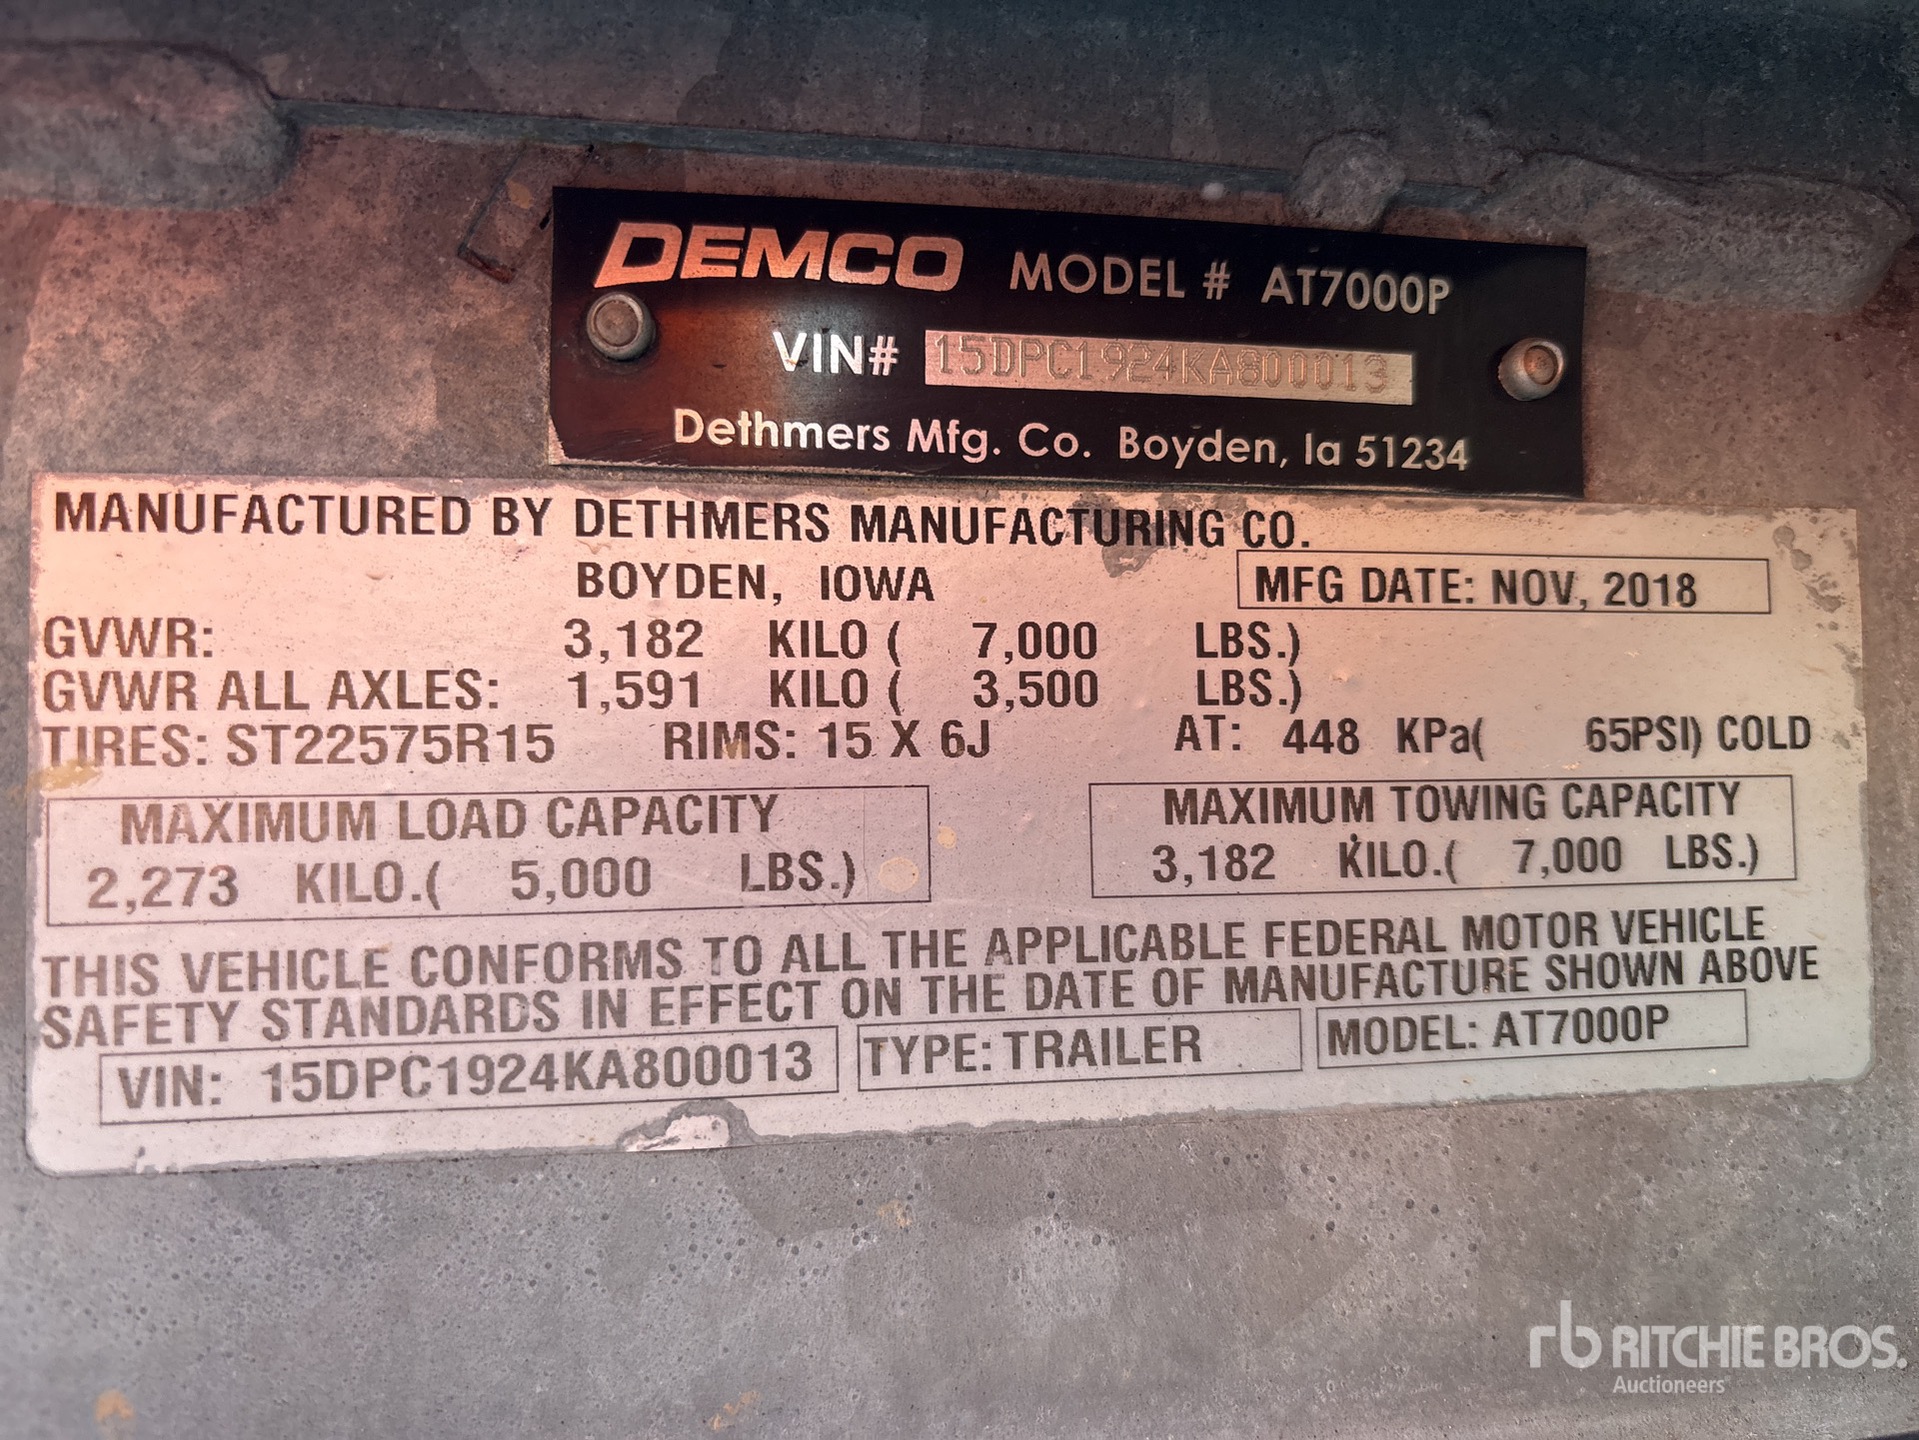 DEMCO MODEL # AT7000P
VIN# 15DPC1924KA800013
Dethmers Mfg. Co. Boyden, Ia 51234
MANUFACTURED BY DETHMERS MANUFACTURING CO.
BOYDEN, IOWA MFG DATE: NOV, 2018
GVWR: 3,182 KILO ( 7,000 LBS.)
GVWR ALL AXLES: 1,591 KILO ( 3,500 LBS.)
TIRES: ST22575R15 RIMS: 15 X 6J AT: 448 KPa( 65PSI) COLD
MAXIMUM LOAD CAPACITY
2,273 KILO.( 5,000 LBS.)
MAXIMUM TOWING CAPACITY
3,182 KILO.( 7,000 LBS.)
THIS VEHICLE CONFORMS TO ALL THE APPLICABLE FEDERAL MOTOR VEHICLE
SAFETY STANDARDS IN EFFECT ON THE DATE OF MANUFACTURE SHOWN ABOVE
VIN: 15DPC1924KA800013 TYPE: TRAILER MODEL: AT7000P
rb RITCHIE BROS.
Auctioneers